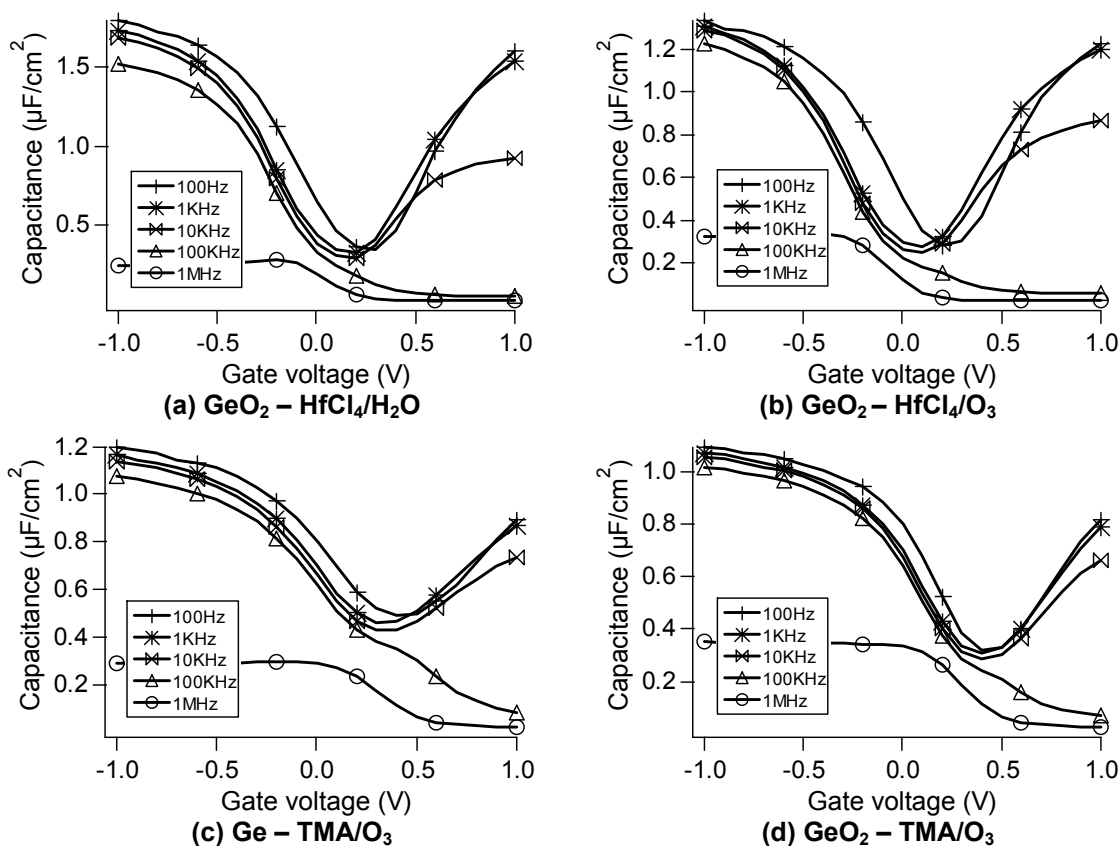 Capacitance (µF/cm²)
1.5
1.0
0.5
100Hz
1KHz
10KHz
100KHz
1MHz
-1.0 -0.5 0.0 0.5 1.0
Gate voltage (V)
(a) GeO₂ – HfCl₄/H₂O
Capacitance (µF/cm²)
1.2
1.0
0.8
0.6
0.4
0.2
100Hz
1KHz
10KHz
100KHz
1MHz
-1.0 -0.5 0.0 0.5 1.0
Gate voltage (V)
(b) GeO₂ – HfCl₄/O₃
Capacitance (µF/cm²)
1.2
1.0
0.8
0.6
0.4
0.2
100Hz
1KHz
10KHz
100KHz
1MHz
-1.0 -0.5 0.0 0.5 1.0
Gate voltage (V)
(c) Ge – TMA/O₃
Capacitance (µF/cm²)
1.0
0.8
0.6
0.4
0.2
100Hz
1KHz
10KHz
100KHz
1MHz
-1.0 -0.5 0.0 0.5 1.0
Gate voltage (V)
(d) GeO₂ – TMA/O₃